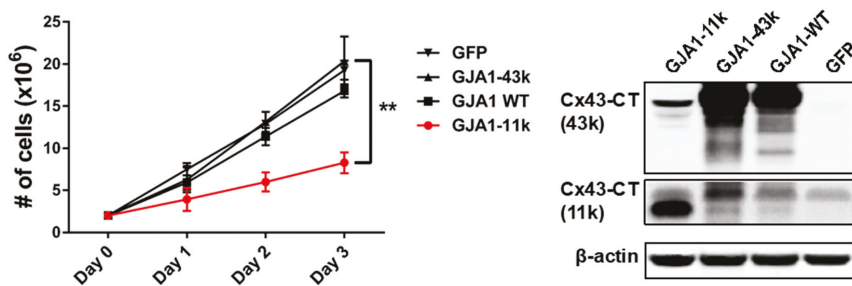 # of cells (x10⁶)
25
20
15
10
5
0
Day 0
Day 1
Day 2
Day 3
**
GFP
GJA1-43k
GJA1 WT
GJA1-11k
GJA1-11k
GJA1-43k
GJA1-WT
GFP
Cx43-CT
(43k)
Cx43-CT
(11k)
β-actin